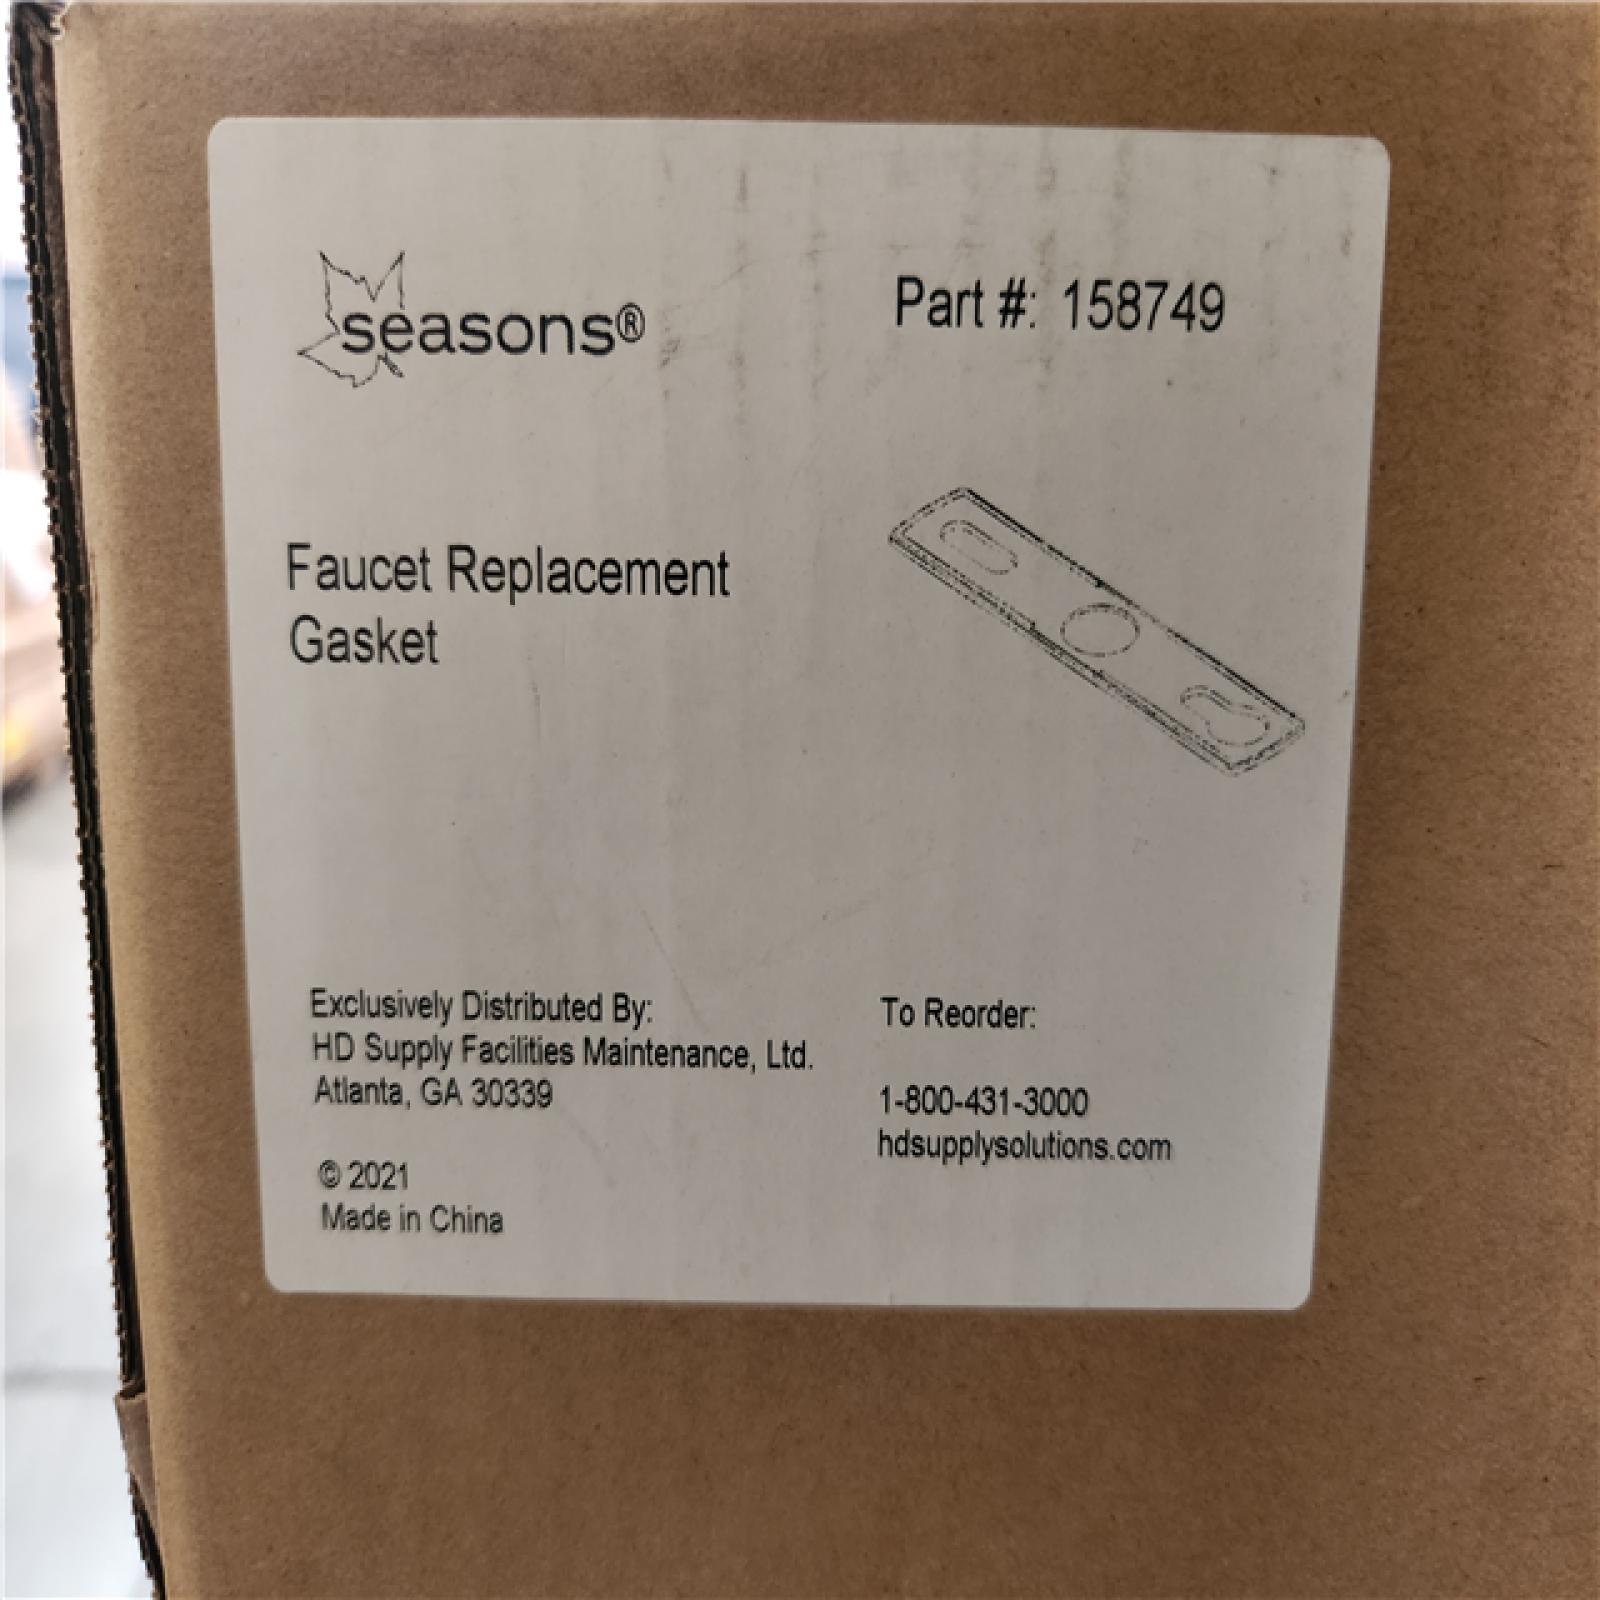 seasons®
Part #: 158749
Faucet Replacement
Gasket
Exclusively Distributed By:
HD Supply Facilities Maintenance, Ltd.
Atlanta, GA 30339
© 2021
Made in China
To Reorder:
1-800-431-3000
hdsupplysolutions.com